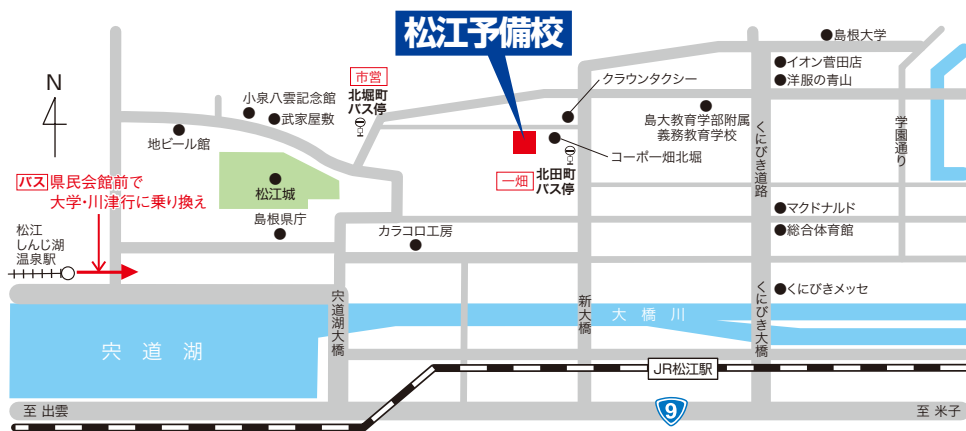 松江予備校
島根大学
イオン菅田店
洋服の青山
N
市営
北堀町
バス停
クラウンタクシー
小泉八雲記念館
武家屋敷
地ビール館
島大教育学部附属
義務教育学校
くにびき道路
学園通り
コーポ一畑北堀
一畑
北田町
バス停
バス 県民会館前で
大学・川津行に乗り換え
松江城
島根県庁
カラコロ工房
マクドナルド
総合体育館
松江
しんじ湖
温泉駅
くにびきメッセ
宍道湖大橋
新大橋
くにびき大橋
大橋川
宍道湖
JR松江駅
至 出雲
9
至 米子